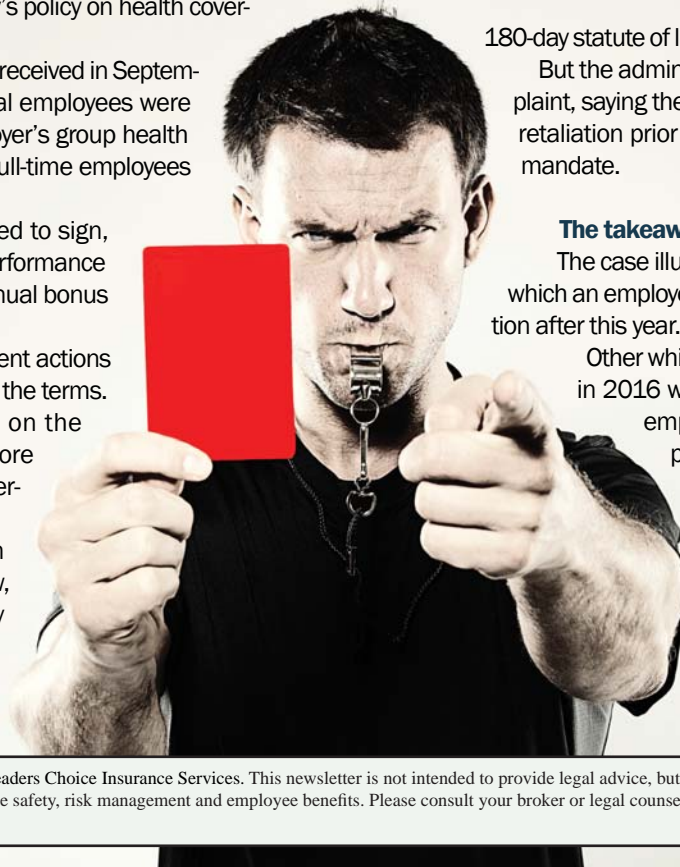 's policy on health cover-
received in Septem-
al employees were
oyer's group health
ull-time employees
ed to sign,
rformance
nual bonus
ent actions
the terms.
on the
ore
er-
180-day statute of l
But the admin
plaint, saying the
retaliation prior
mandate.
The takeaw
The case illu
which an employe
tion after this year.
Other whi
in 2016 w
emp
p
eaders Choice Insurance Services. This newsletter is not intended to provide legal advice, but
e safety, risk management and employee benefits. Please consult your broker or legal counse